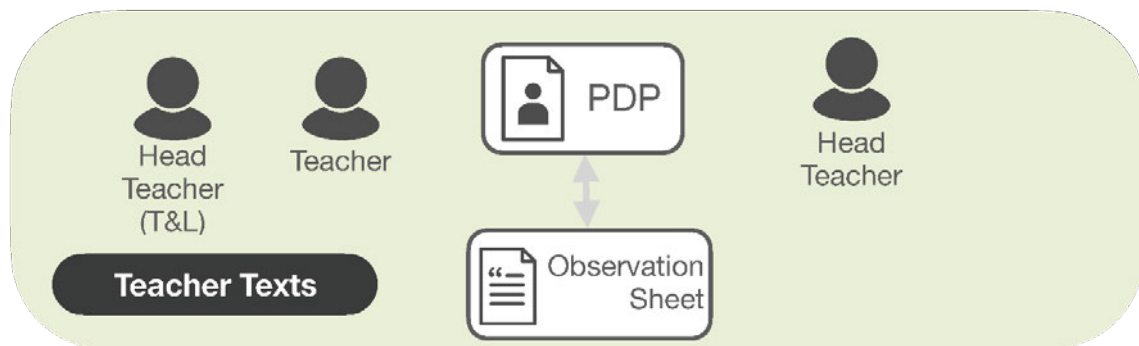 Head
Teacher
(T&L)
Teacher
PDP
Head
Teacher
Teacher Texts
“
Observation
Sheet